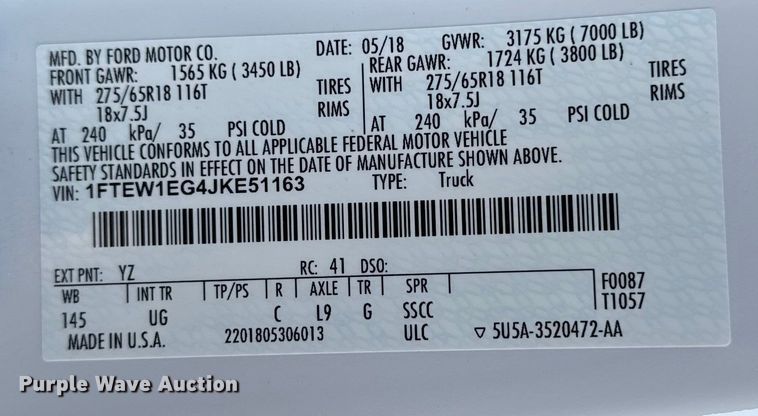 MFD. BY FORD MOTOR CO. DATE: 05/18 GVWR: 3175 KG ( 7000 LB)
FRONT GAWR: 1565 KG ( 3450 LB) REAR GAWR: 1724 KG ( 3800 LB)
WITH 275/65R18 116T TIRES WITH 275/65R18 116T TIRES
18x7.5J RIMS 18x7.5J RIMS
AT 240 kPa/ 35 PSI COLD AT 240 kPa/ 35 PSI COLD
THIS VEHICLE CONFORMS TO ALL APPLICABLE FEDERAL MOTOR VEHICLE
SAFETY STANDARDS IN EFFECT ON THE DATE OF MANUFACTURE SHOWN ABOVE.
VIN: 1FTEW1EG4JKE51163 TYPE: Truck
EXT PNT: YZ RC: 41 DSO:
WB INT TR TP/PS R AXLE TR SPR F0087
145 UG C L9 G SSCC T1057
MADE IN U.S.A. 2201805306013 ULC ▽ 5U5A-3520472-AA
Purple Wave Auction